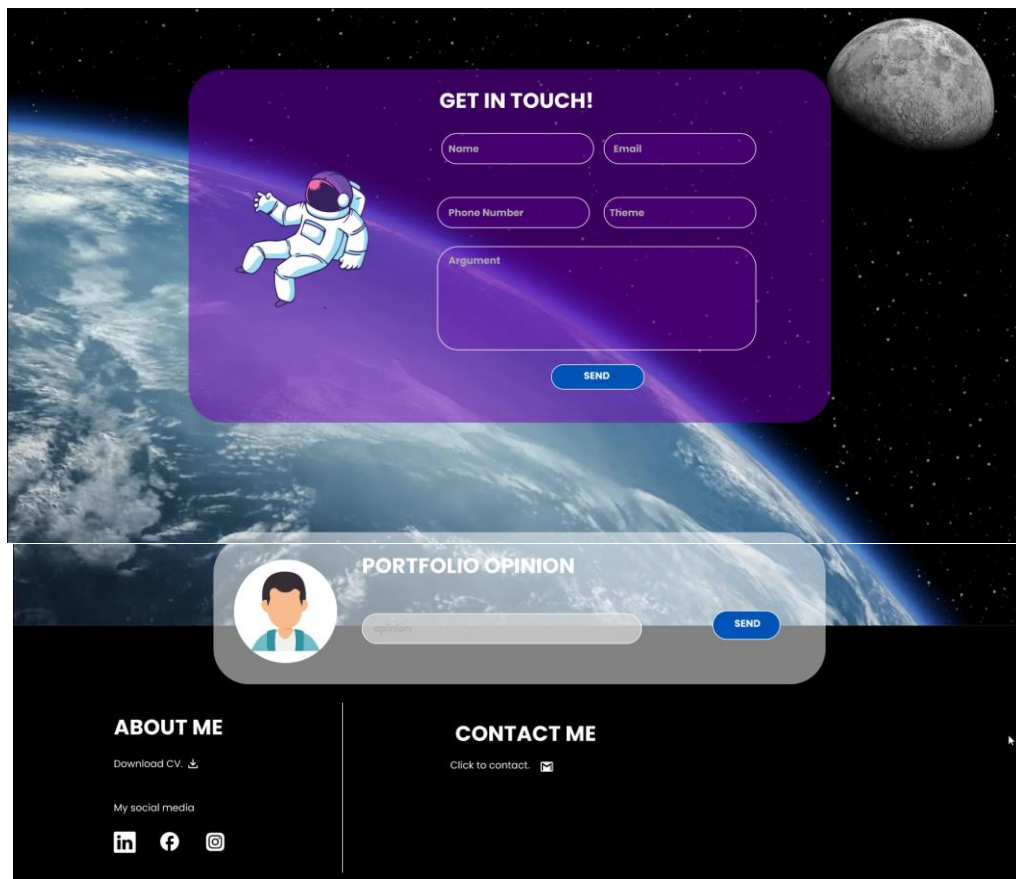 GET IN TOUCH!
Name
Email
Phone Number
Theme
Argument
SEND
PORTFOLIO OPINION
opinion
SEND
ABOUT ME
Download CV.
My social media
in
CONTACT ME
Click to contact.